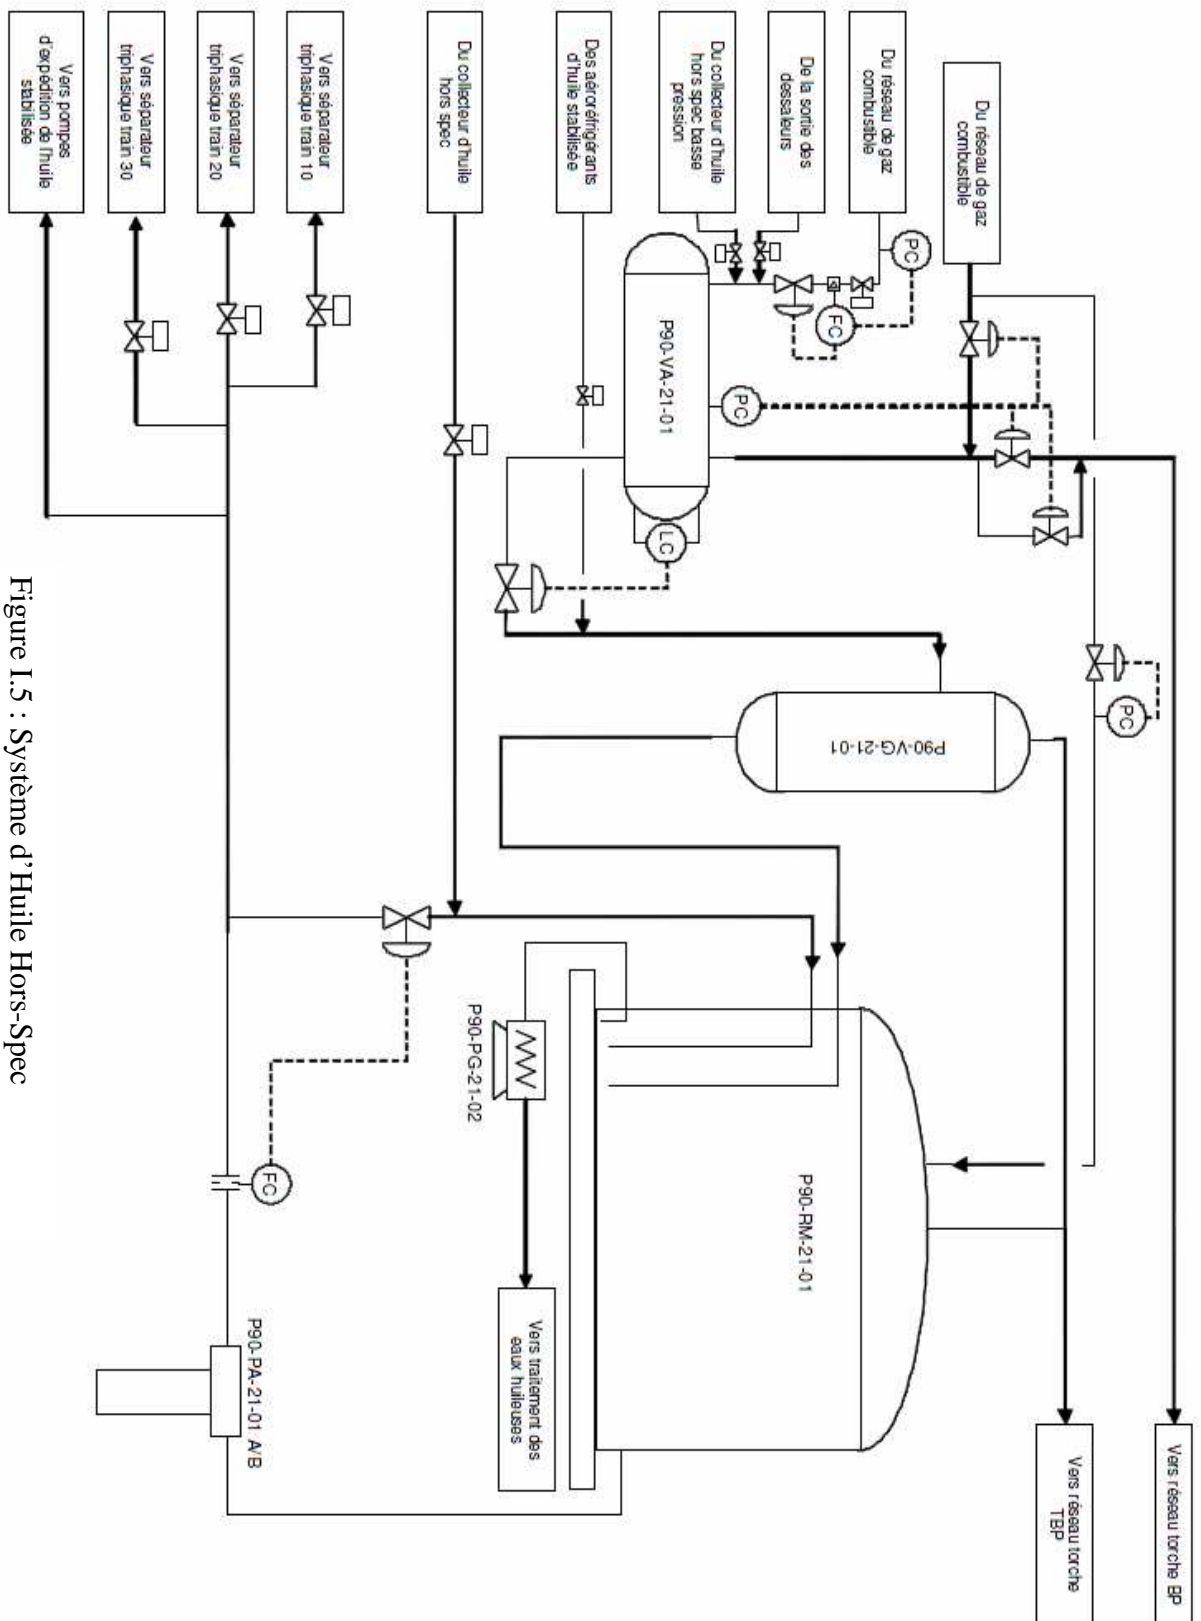 Du réseau de gaz
combustible
Du réseau de gaz
combustible
De la sortie des
dessaleurs
Du collecteur d'huile
hors spec basse
pression
Des aéroréfrigérants
d'huile stabilisée
Du collecteur d'huile
hors spec
Vers séparateur
triphasique train 10
Vers séparateur
triphasique train 20
Vers séparateur
triphasique train 30
Vers pompes
d'expédition de l'huile
stabilisée
PC
FC
PC
P90-VA-21-01
LC
PC
P90-VG-21-01
P90-RM-21-01
P90-PG-21-02
FC
P90-PA-21-01 A/B
Vers traitement des
eaux huileuses
Vers réseau torche BP
Vers réseau torche
TBP
Figure I.5 : Système d'Huile Hors-Spec